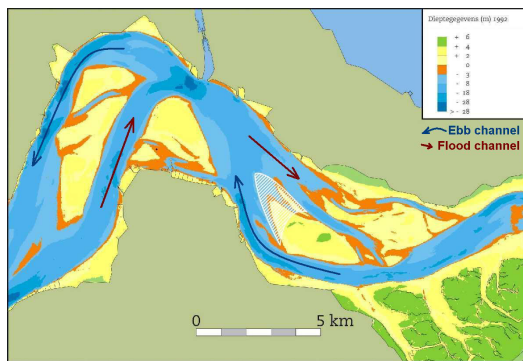 Dieptegegevens (m) 1992
+ 6
+ 4
+ 2
0
- 3
- 8
- 18
- 28
> - 28
Ebb channel
Flood channel
0 5 km